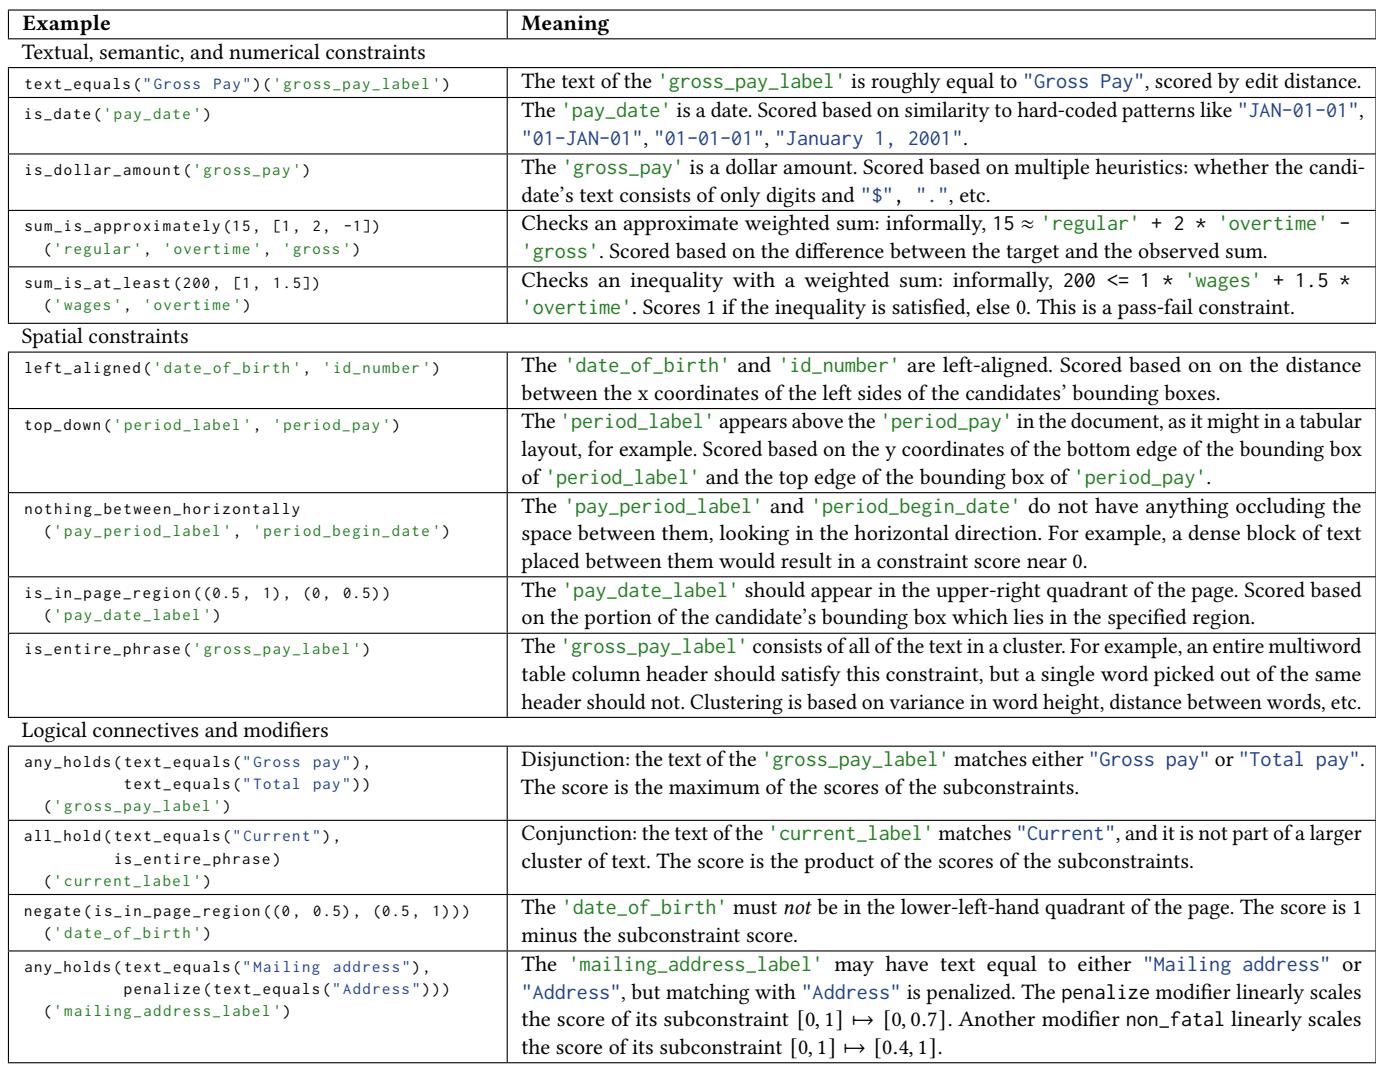 Example Meaning
Textual, semantic, and numerical constraints
text_equals("Gross Pay")('gross_pay_label') The text of the 'gross_pay_label' is roughly equal to "Gross Pay", scored by edit distance.
is_date('pay_date') The 'pay_date' is a date. Scored based on similarity to hard-coded patterns like "JAN-01-01",
"01-JAN-01", "01-01-01", "January 1, 2001".
is_dollar_amount('gross_pay') The 'gross_pay' is a dollar amount. Scored based on multiple heuristics: whether the candi-
date's text consists of only digits and "$", ".", etc.
sum_is_approximately(15, [1, 2, -1]) Checks an approximate weighted sum: informally, 15 ≈ 'regular' + 2 * 'overtime' -
('regular', 'overtime', 'gross') 'gross'. Scored based on the difference between the target and the observed sum.
sum_is_at_least(200, [1, 1.5]) Checks an inequality with a weighted sum: informally, 200 <= 1 * 'wages' + 1.5 *
('wages', 'overtime') 'overtime'. Scores 1 if the inequality is satisfied, else 0. This is a pass-fail constraint.
Spatial constraints
left_aligned('date_of_birth', 'id_number') The 'date_of_birth' and 'id_number' are left-aligned. Scored based on on the distance
between the x coordinates of the left sides of the candidates' bounding boxes.
top_down('period_label', 'period_pay') The 'period_label' appears above the 'period_pay' in the document, as it might in a tabular
layout, for example. Scored based on the y coordinates of the bottom edge of the bounding box
of 'period_label' and the top edge of the bounding box of 'period_pay'.
nothing_between_horizontally The 'pay_period_label' and 'period_begin_date' do not have anything occluding the
('pay_period_label', 'period_begin_date') space between them, looking in the horizontal direction. For example, a dense block of text
placed between them would result in a constraint score near 0.
is_in_page_region((0.5, 1), (0, 0.5)) The 'pay_date_label' should appear in the upper-right quadrant of the page. Scored based
('pay_date_label') on the portion of the candidate's bounding box which lies in the specified region.
is_entire_phrase('gross_pay_label') The 'gross_pay_label' consists of all of the text in a cluster. For example, an entire multiword
table column header should satisfy this constraint, but a single word picked out of the same
header should not. Clustering is based on variance in word height, distance between words, etc.
Logical connectives and modifiers
any_holds(text_equals("Gross pay"), Disjunction: the text of the 'gross_pay_label' matches either "Gross pay" or "Total pay".
text_equals("Total pay")) The score is the maximum of the scores of the subconstraints.
('gross_pay_label')
all_hold(text_equals("Current"), Conjunction: the text of the 'current_label' matches "Current", and it is not part of a larger
is_entire_phrase) cluster of text. The score is the product of the scores of the subconstraints.
('current_label')
negate(is_in_page_region((0, 0.5), (0.5, 1))) The 'date_of_birth' must not be in the lower-left-hand quadrant of the page. The score is 1
('date_of_birth') minus the subconstraint score.
any_holds(text_equals("Mailing address"), The 'mailing_address_label' may have text equal to either "Mailing address" or
penalize(text_equals("Address"))) "Address", but matching with "Address" is penalized. The penalize modifier linearly scales
('mailing_address_label') the score of its subconstraint [0, 1] ↦ [0, 0.7]. Another modifier non_fatal linearly scales
the score of its subconstraint [0, 1] ↦ [0.4, 1].